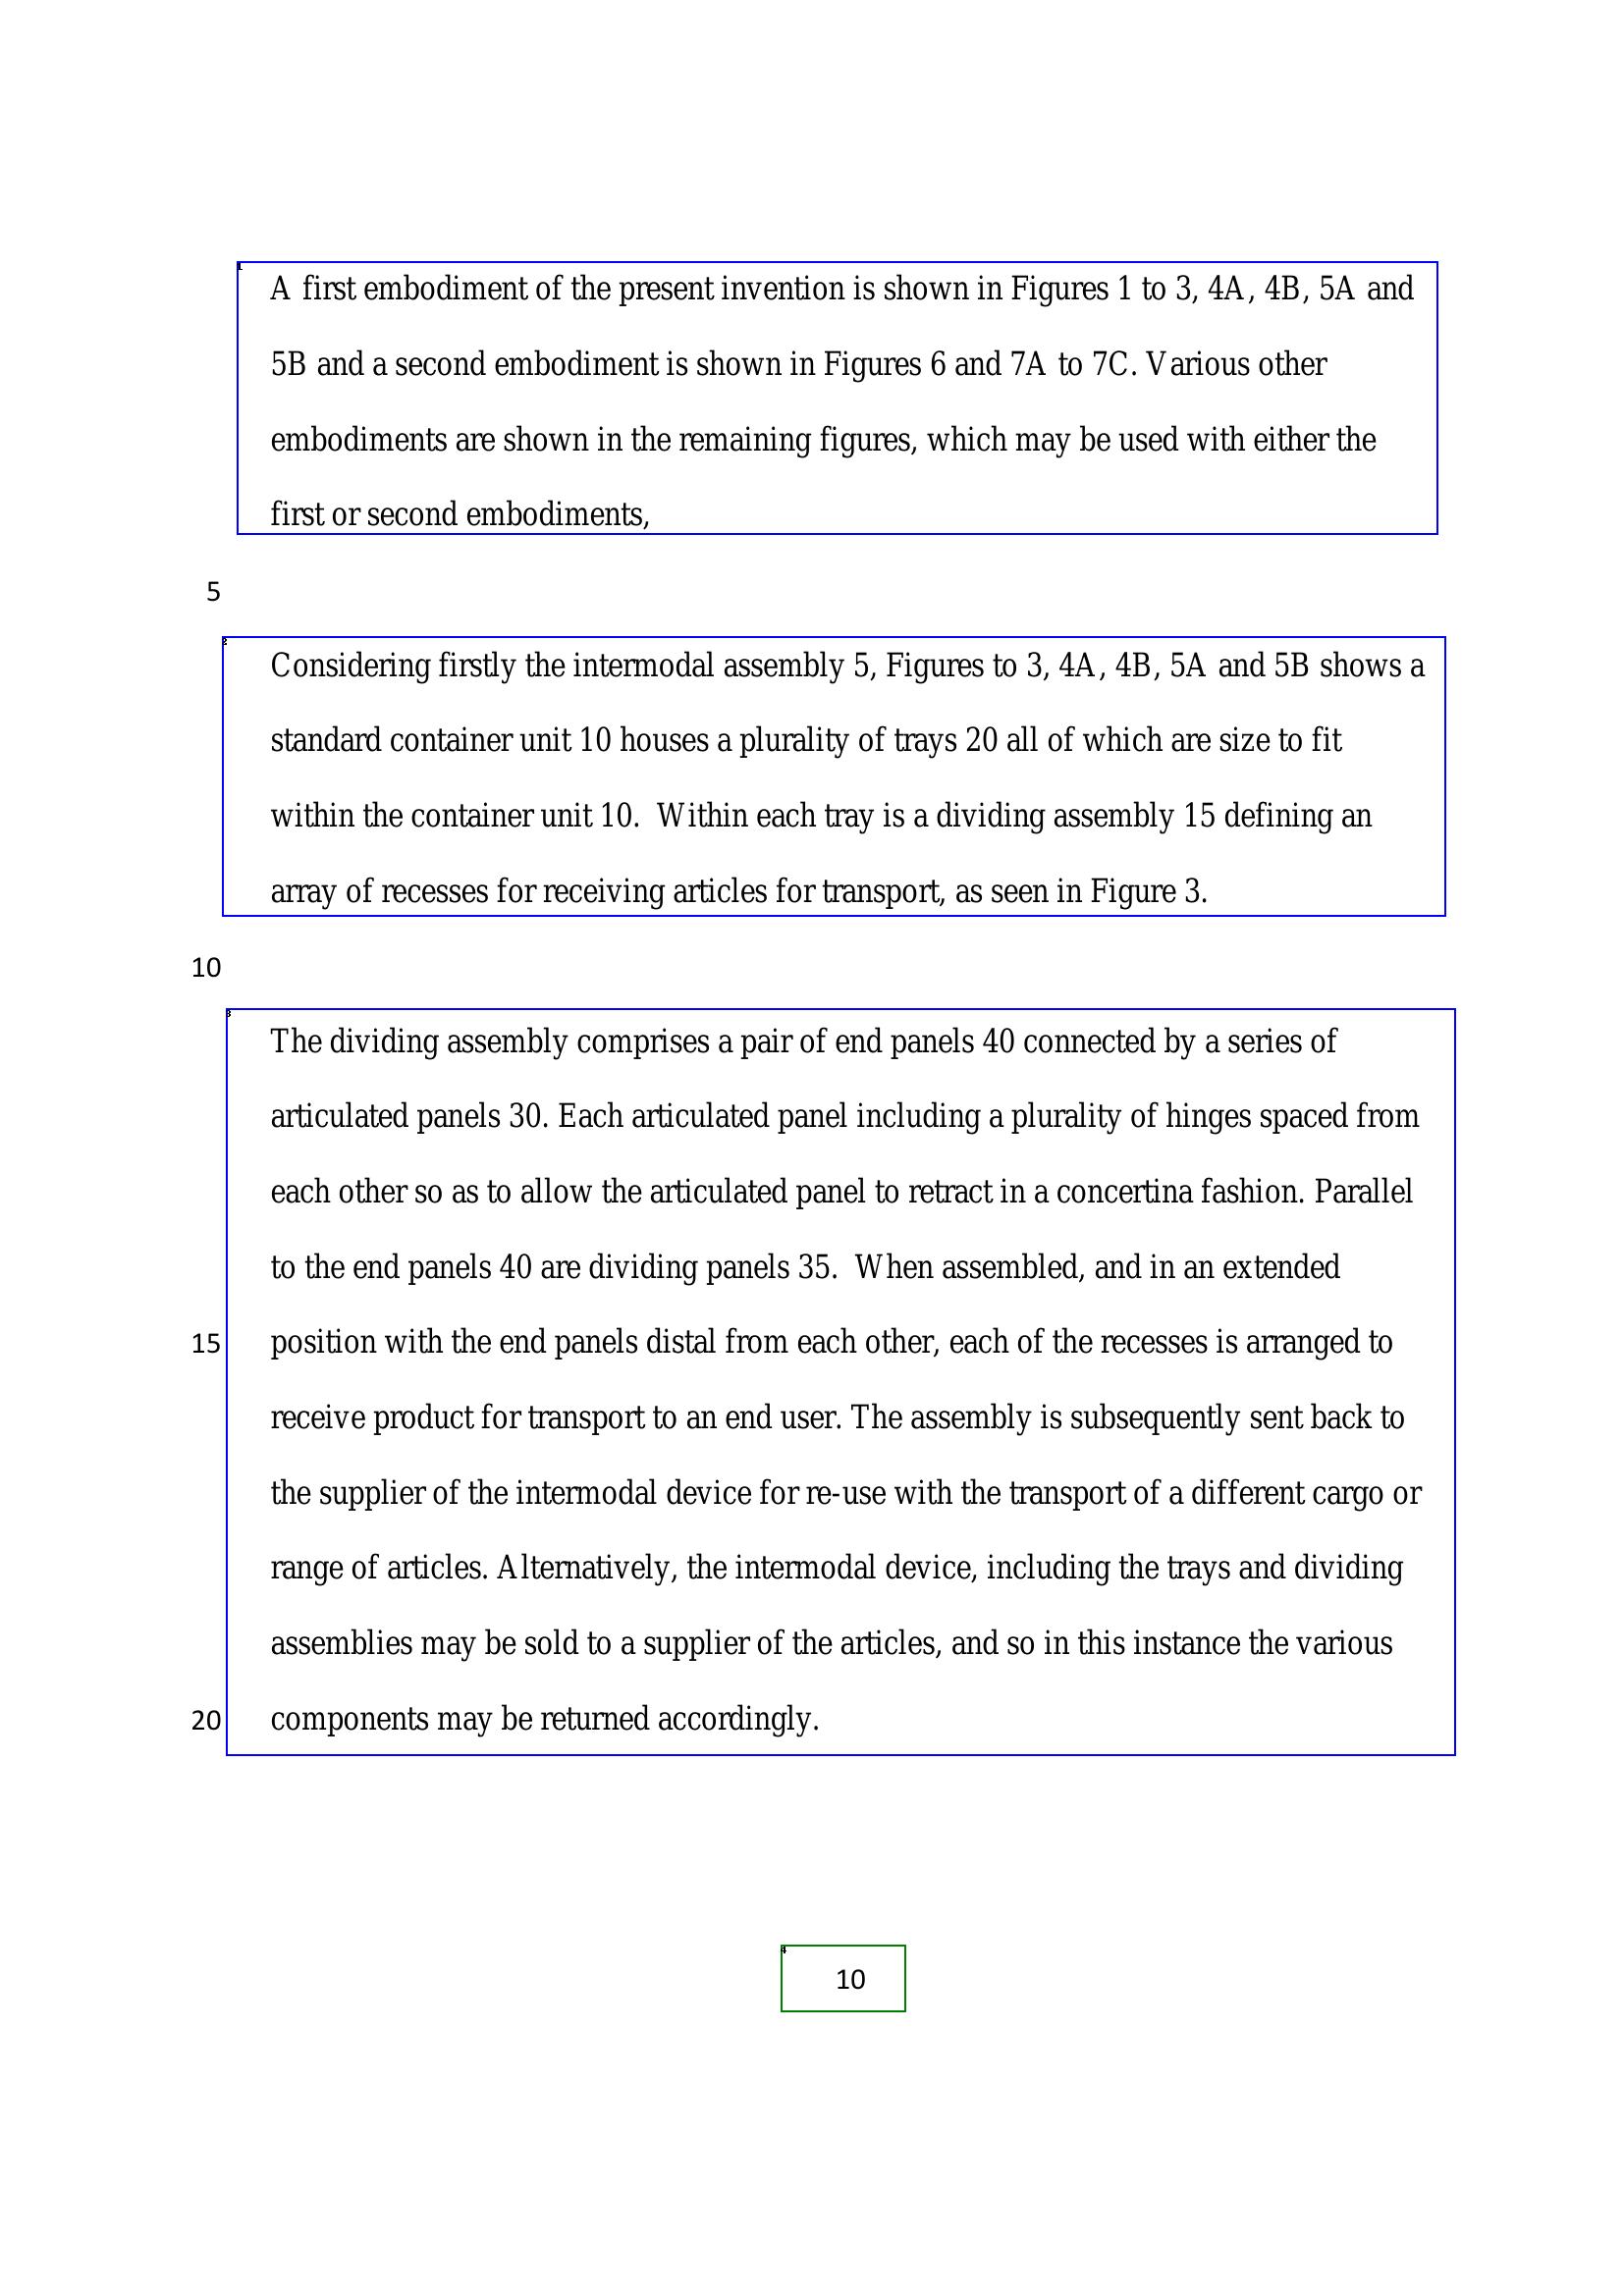 A first embodiment of the present invention is shown in Figures 1 to 3, 4A, 4B, 5A and
5B and a second embodiment is shown in Figures 6 and 7A to 7C. Various other
embodiments are shown in the remaining figures, which may be used with either the
first or second embodiments,
5
Considering firstly the intermodal assembly 5, Figures to 3, 4A, 4B, 5A and 5B shows a
standard container unit 10 houses a plurality of trays 20 all of which are size to fit
within the container unit 10.  Within each tray is a dividing assembly 15 defining an
array of recesses for receiving articles for transport, as seen in Figure 3.
10
The dividing assembly comprises a pair of end panels 40 connected by a series of
articulated panels 30. Each articulated panel including a plurality of hinges spaced from
each other so as to allow the articulated panel to retract in a concertina fashion. Parallel
to the end panels 40 are dividing panels 35.  When assembled, and in an extended
15 position with the end panels distal from each other, each of the recesses is arranged to
receive product for transport to an end user. The assembly is subsequently sent back to
the supplier of the intermodal device for re-use with the transport of a different cargo or
range of articles. Alternatively, the intermodal device, including the trays and dividing
assemblies may be sold to a supplier of the articles, and so in this instance the various
20 components may be returned accordingly.
10